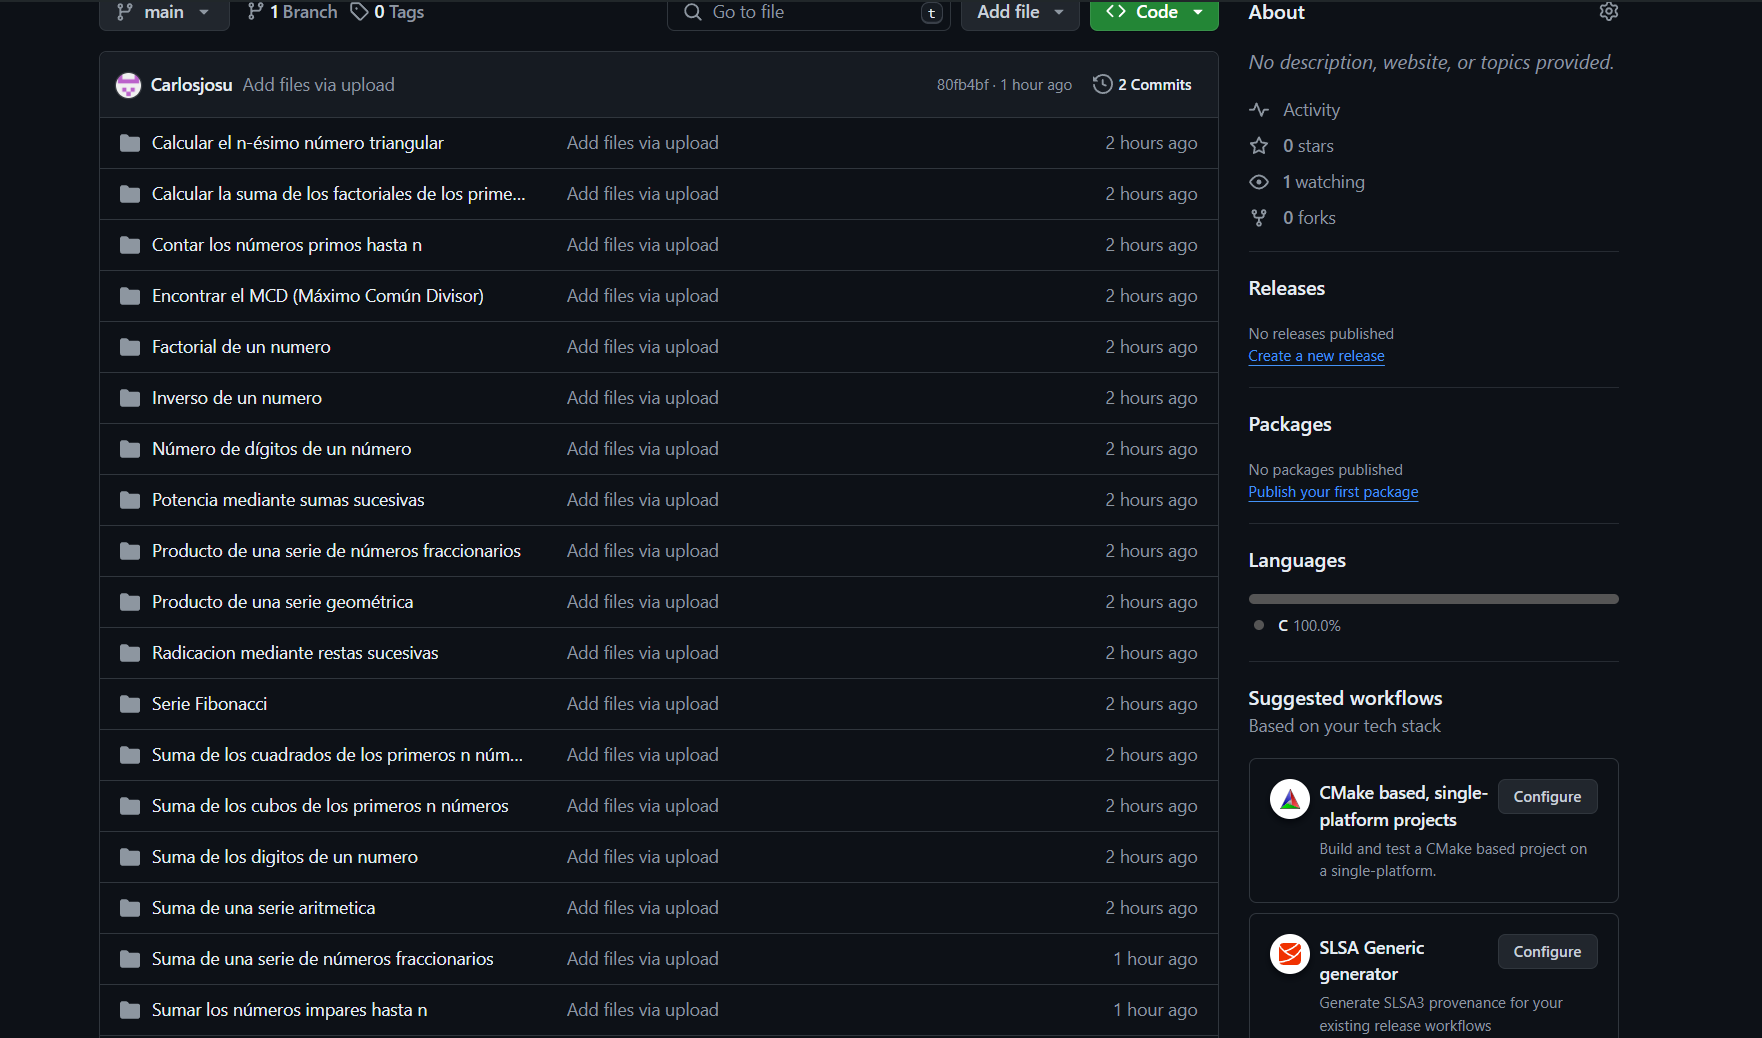 main
1 Branch
0 Tags
Go to file
t
Add file
Code
Carlosjosu Add files via upload
80fb4bf · 1 hour ago
2 Commits
Calcular el n-ésimo número triangular Add files via upload 2 hours ago
Calcular la suma de los factoriales de los prime... Add files via upload 2 hours ago
Contar los números primos hasta n Add files via upload 2 hours ago
Encontrar el MCD (Máximo Común Divisor) Add files via upload 2 hours ago
Factorial de un numero Add files via upload 2 hours ago
Inverso de un numero Add files via upload 2 hours ago
Número de dígitos de un número Add files via upload 2 hours ago
Potencia mediante sumas sucesivas Add files via upload 2 hours ago
Producto de una serie de números fraccionarios Add files via upload 2 hours ago
Producto de una serie geométrica Add files via upload 2 hours ago
Radicacion mediante restas sucesivas Add files via upload 2 hours ago
Serie Fibonacci Add files via upload 2 hours ago
Suma de los cuadrados de los primeros n núm... Add files via upload 2 hours ago
Suma de los cubos de los primeros n números Add files via upload 2 hours ago
Suma de los digitos de un numero Add files via upload 2 hours ago
Suma de una serie aritmetica Add files via upload 2 hours ago
Suma de una serie de números fraccionarios Add files via upload 1 hour ago
Sumar los números impares hasta n Add files via upload 1 hour ago
About
No description, website, or topics provided.
Activity
0 stars
1 watching
0 forks
Releases
No releases published
Create a new release
Packages
No packages published
Publish your first package
Languages
C 100.0%
Suggested workflows
Based on your tech stack
CMake based, single-
platform projects
Configure
Build and test a CMake based project on
a single-platform.
SLSA Generic
generator
Configure
Generate SLSA3 provenance for your
existing release workflows